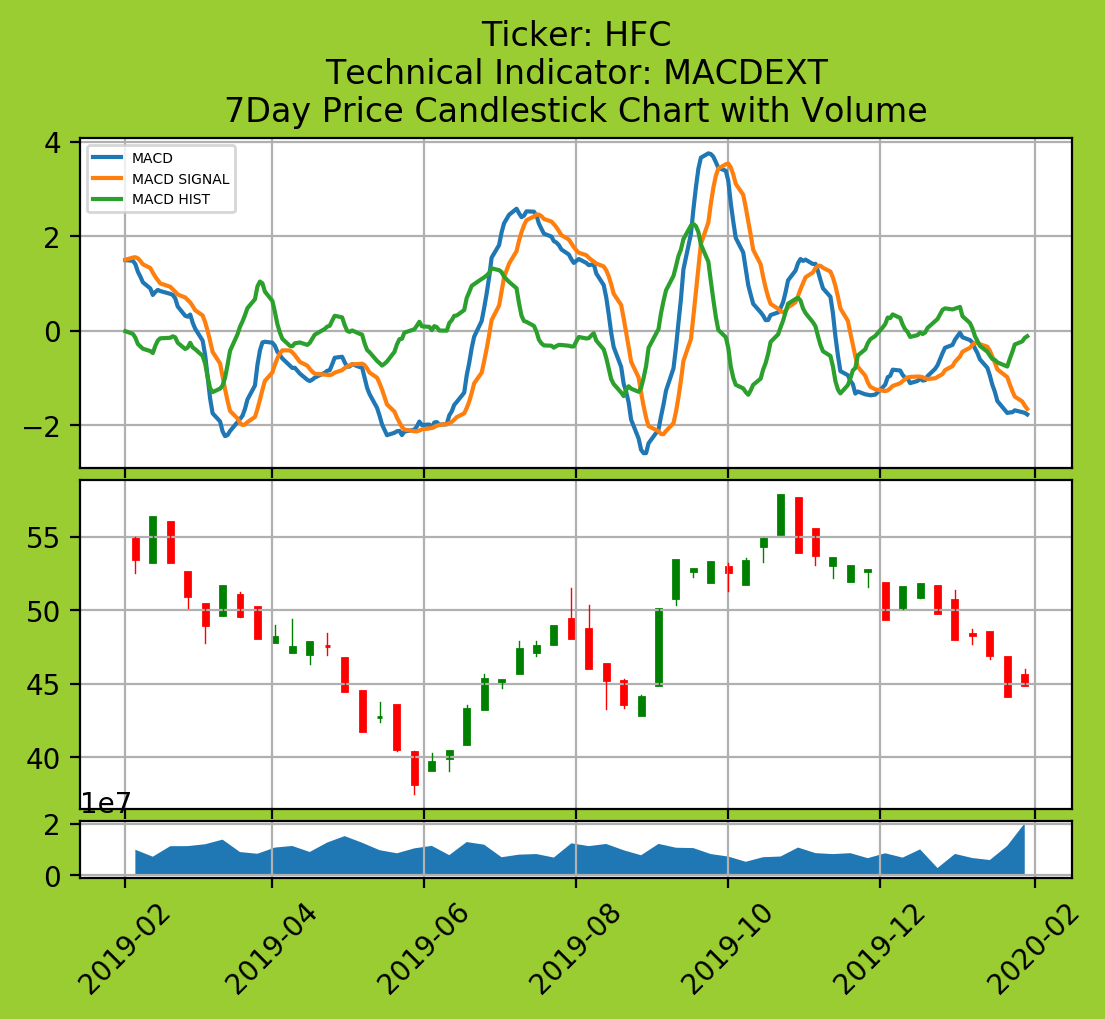 Ticker: HFC
Technical Indicator: MACDEXT
7Day Price Candlestick Chart with Volume
4
2
0
−2
MACD
MACD SIGNAL
MACD HIST
55
50
45
40
1e7
2
0
2019-02
2019-04
2019-06
2019-08
2019-10
2019-12
2020-02